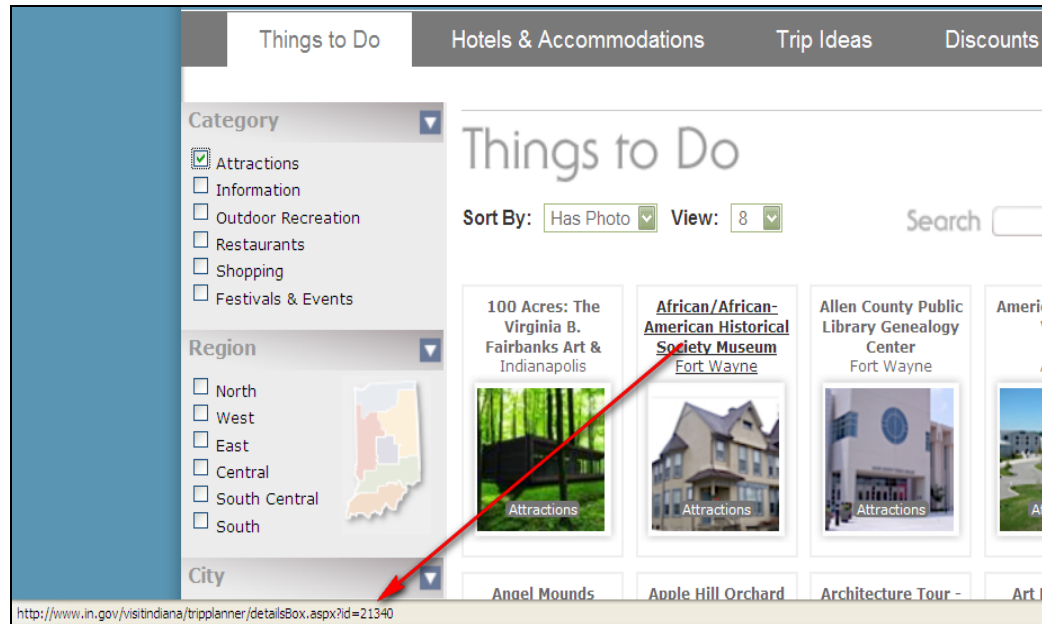 Things to Do
Hotels & Accommodations
Trip Ideas
Discounts
Category
Attractions
Information
Outdoor Recreation
Restaurants
Shopping
Festivals & Events
Region
North
West
East
Central
South Central
South
City
Things to Do
Sort By: Has Photo View: 8
Search
100 Acres: The
Virginia B.
Fairbanks Art &
Indianapolis
Attractions
African/African-
American Historical
Society Museum
Fort Wayne
Attractions
Allen County Public
Library Genealogy
Center
Fort Wayne
Attractions
Angel Mounds
Apple Hill Orchard
Architecture Tour -
Art
http://www.in.gov/visitindiana/tripplanner/detailsBox.aspx?id=21340